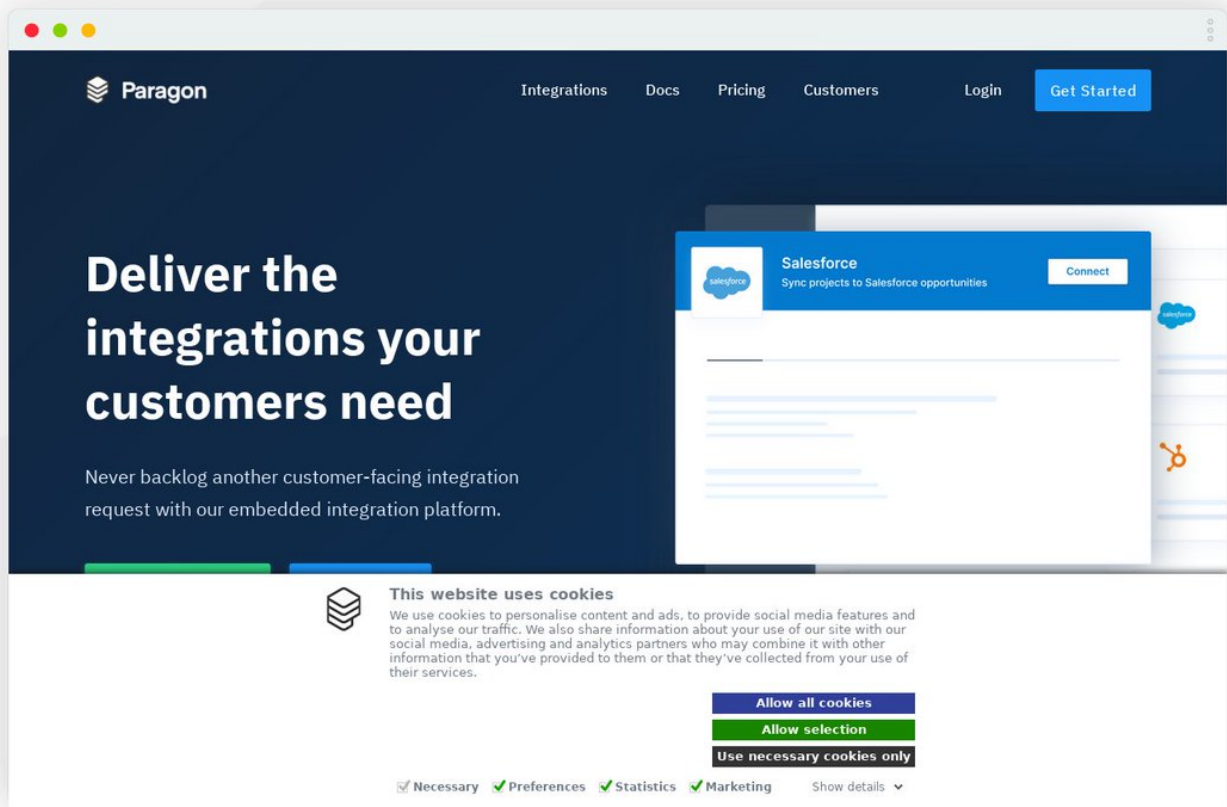 Paragon
Integrations Docs Pricing Customers Login Get Started
Deliver the
integrations your
customers need
Never backlog another customer-facing integration
request with our embedded integration platform.
salesforce
Salesforce
Sync projects to Salesforce opportunities
Connect
salesforce
This website uses cookies
We use cookies to personalise content and ads, to provide social media features and
to analyse our traffic. We also share information about your use of our site with our
social media, advertising and analytics partners who may combine it with other
information that you’ve provided to them or that they’ve collected from your use of
their services.
Allow all cookies
Allow selection
Use necessary cookies only
Necessary Preferences Statistics Marketing Show details